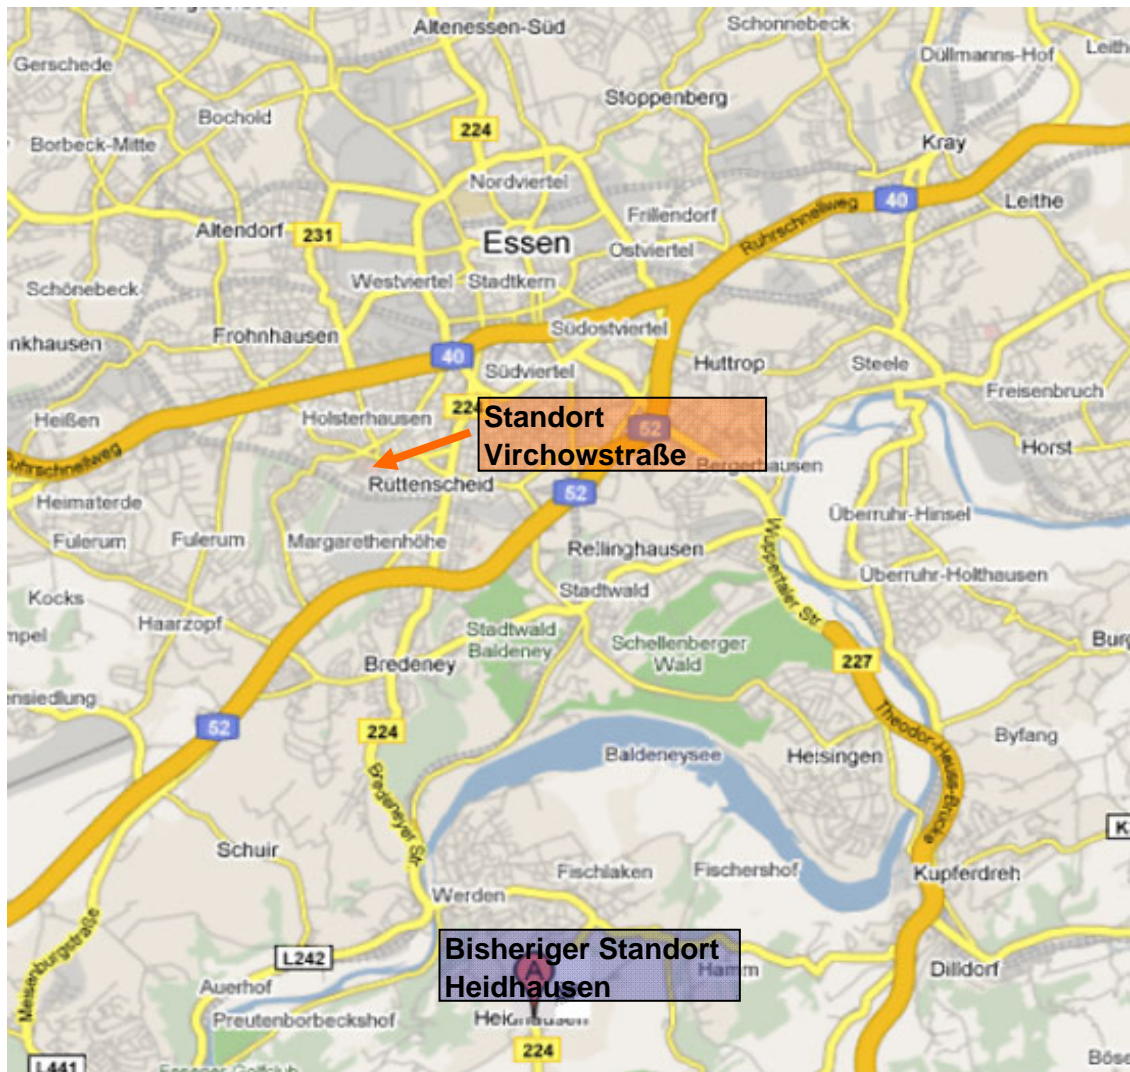 Altenessen-Süd
Schonnebeck
Düllmanns-Hof
Gerschede
Stoppenberg
Bochold
224
Borbeck-Mitte
Kray
Nordviertel
40
Leithe
Frillendorf
Ruhrschnellweg
Altendorf
231
Essen
Ostviertel
Westviertel
Stadtkern
Schönebeck
Frohnhausen
Südostviertel
40
Huttrop
Steele
Südviertel
Freisenbruch
Heißen
Holsterhausen
224
Standort
Virchowstraße
52
Horst
Ruhrschnellweg
Bergerhausen
Rüttenscheid
52
Heimaterde
Überruhr-Hinsel
Fulerum
Fulerum
Margarethenhöhe
Rellinghausen
Wuppertaler Str
Überruhr-Holthausen
Kocks
Stadtwald
Haarzopf
Stadtwald
Baldeney
Schellenberger
Wald
Bredeney
227
52
224
Theodor-Heuss-Brücke
Byfang
Baldeneysee
Heisingen
Bredeneyer Str
Schuir
Fischlaken
Fischershof
Kupferdreh
Werden
Meisenburgstraße
Bisheriger Standort
Heidhausen
L242
A
Hamm
Dilldorf
Auerhof
Preutenborbeckshof
Heidhausen
224
L441